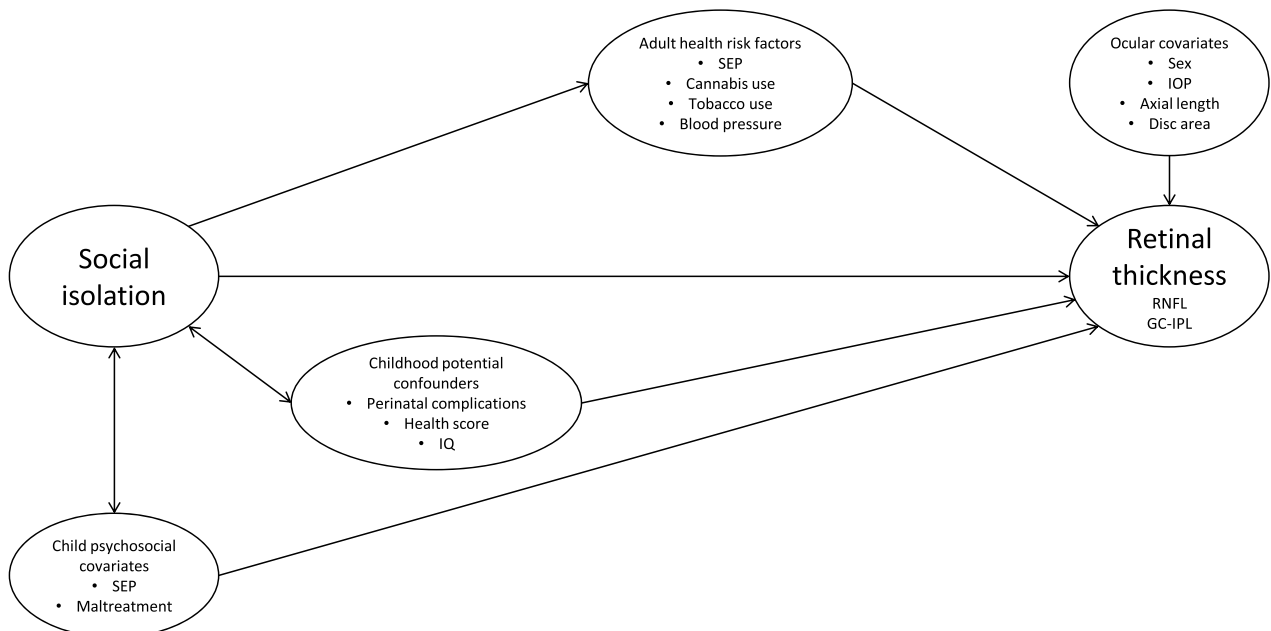 Adult health risk factors
• SEP
• Cannabis use
• Tobacco use
• Blood pressure
Ocular covariates
• Sex
• IOP
• Axial length
• Disc area
Social
isolation
Retinal
thickness
RNFL
GC-IPL
Childhood potential
confounders
• Perinatal complications
• Health score
• IQ
Child psychosocial
covariates
• SEP
• Maltreatment